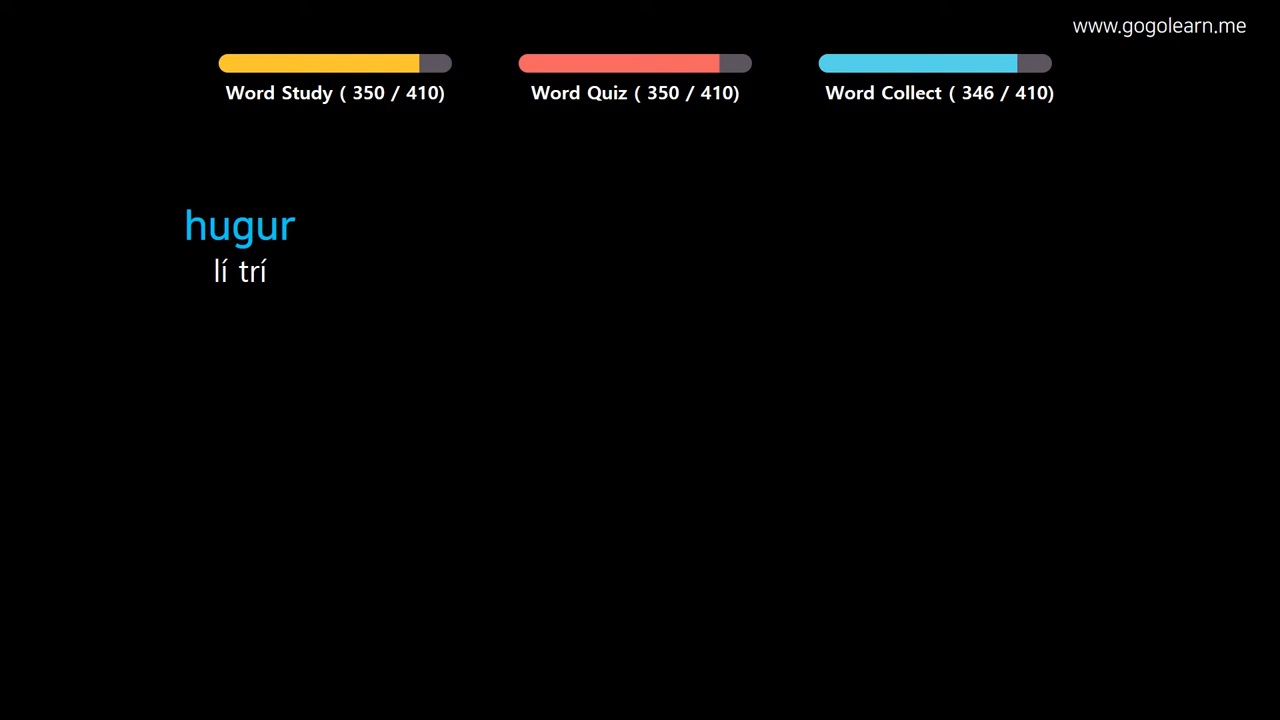 www.gogolearn.me
Word Study ( 350 / 410)
Word Quiz ( 350 / 410)
Word Collect ( 346 / 410)
hugur
lí trí